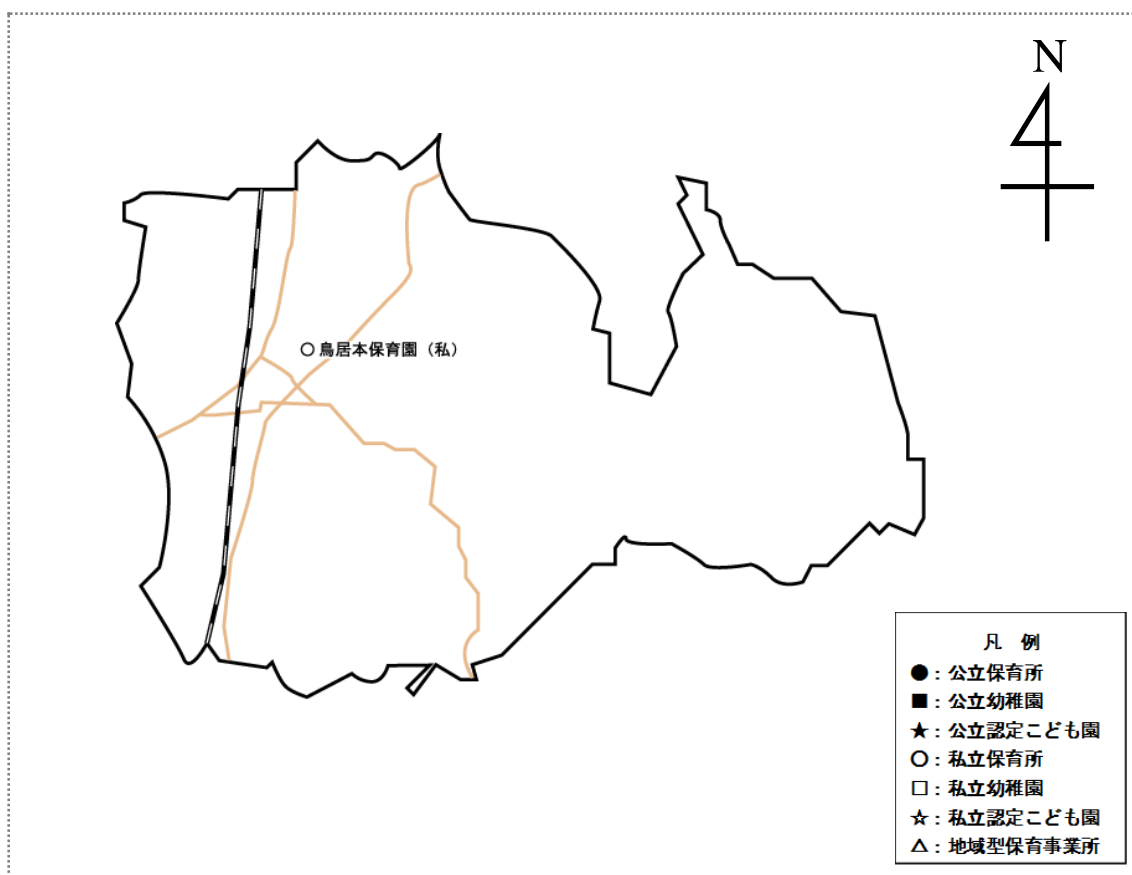 N
○鳥居本保育園（私）
凡　例
●：公立保育所
■：公立幼稚園
★：公立認定こども園
○：私立保育所
□：私立幼稚園
☆：私立認定こども園
△：地域型保育事業所